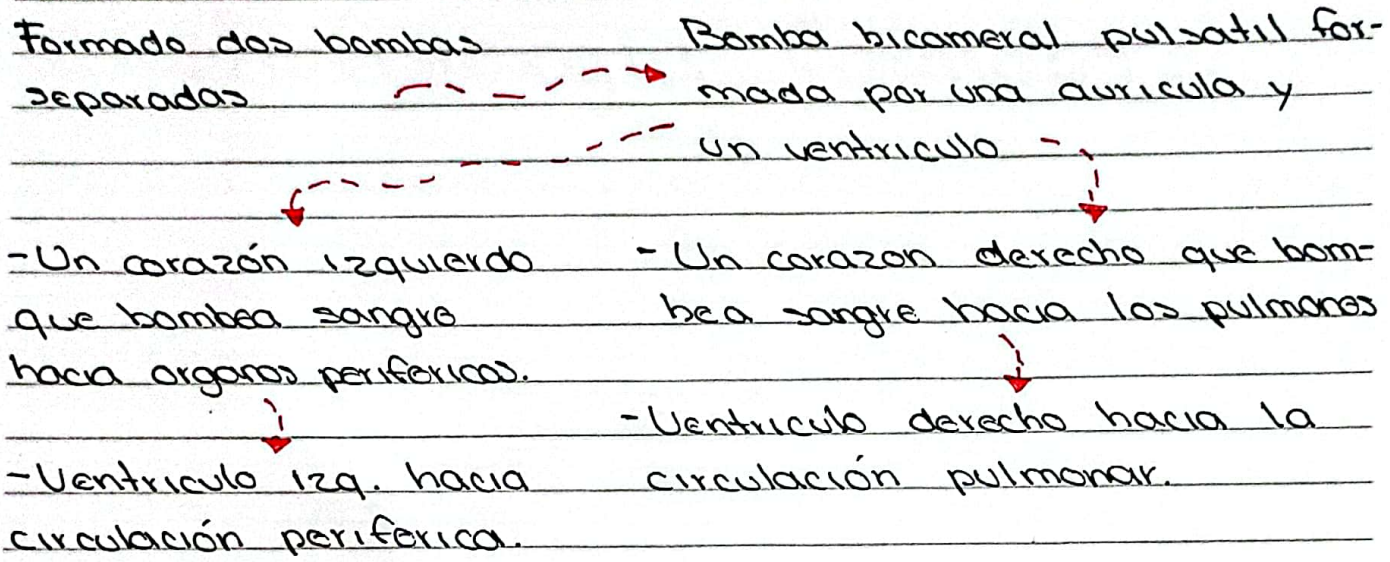 Formado dos bombas
separadas
Bomba bicameral pulsatil for-
mada por una auricula y
un ventriculo
-Un corazón izquierdo
que bombea sangre
hacia organos perifericos.
-Ventriculo izq. hacia
circulación periferica.
-Un corazon derecho que bom-
bea sangre hacia los pulmones
-Ventriculo derecho hacia la
circulación pulmonar.